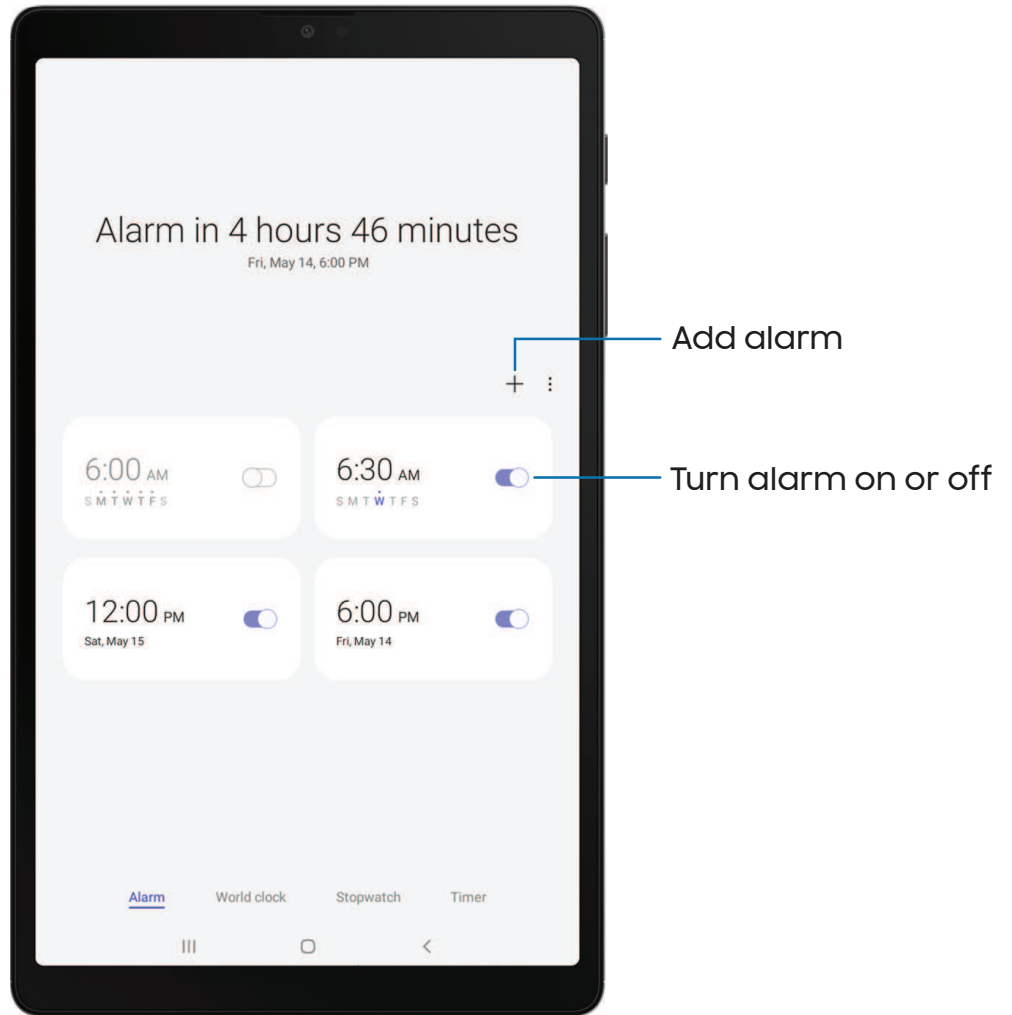 Alarm in 4 hours 46 minutes
Fri, May 14, 6:00 PM
Add alarm
6:00 AM
S M T W T F S
6:30 AM
S M T W T F S
Turn alarm on or off
12:00 PM
Sat, May 15
6:00 PM
Fri, May 14
Alarm World clock Stopwatch Timer